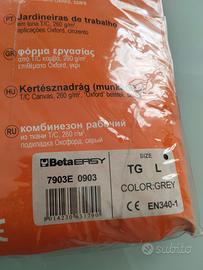 PT Jardineiras de trabalho
em lona T/C, 260 g/m²,
aplicações Oxford, cinzento
GR φόρμα εργασίας
από T/C καμβά, 260 g/m²,
επιθέματα Oxford, γκρι
HU Kertésznadrág (munka
T/C Canvas, 260 g/m², Oxford betétek
RU комбинезон рабочий
из ткани T/C 260 г/м²
подкладка Оксфорд, серый
BetaEASY
7903E 0903
SIZE
TG L
COLOR:GREY
CE EN340-1
Subito